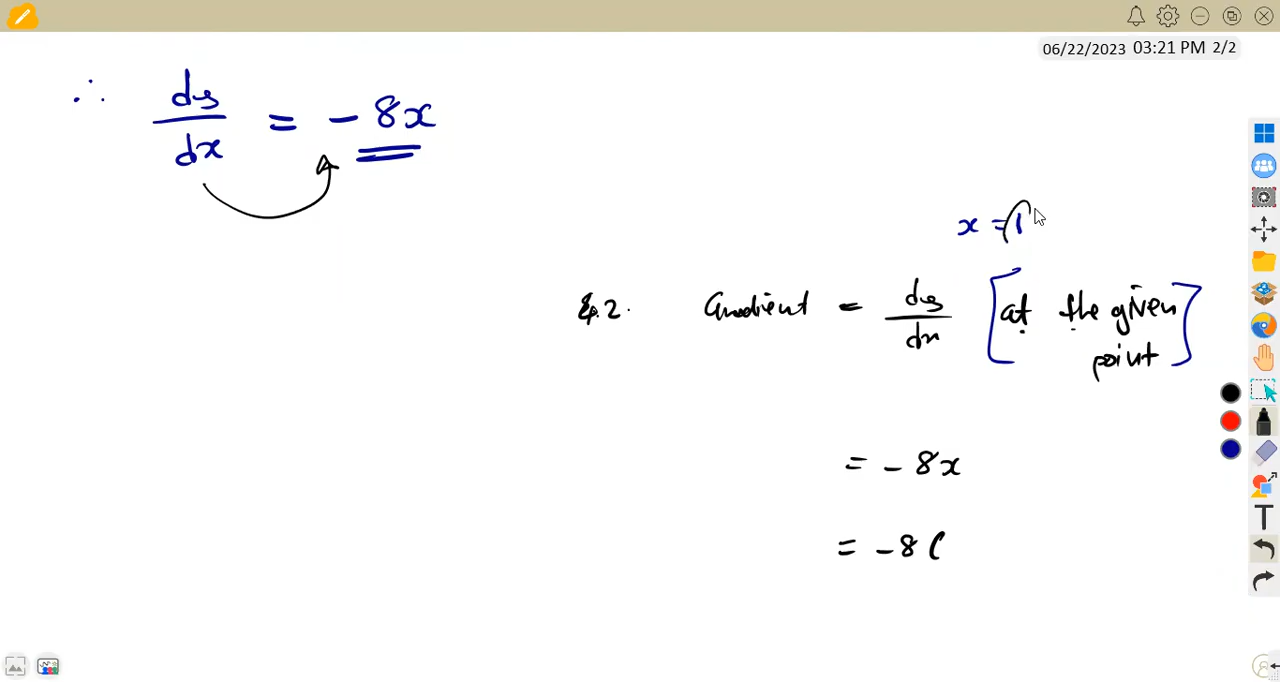 06/22/2023 03:21 PM 2/2
∴ dy/dx = - 8x
x = 1
Q.2. Gradient = dy/dx [at the given point]
= - 8x
= -8 (
T